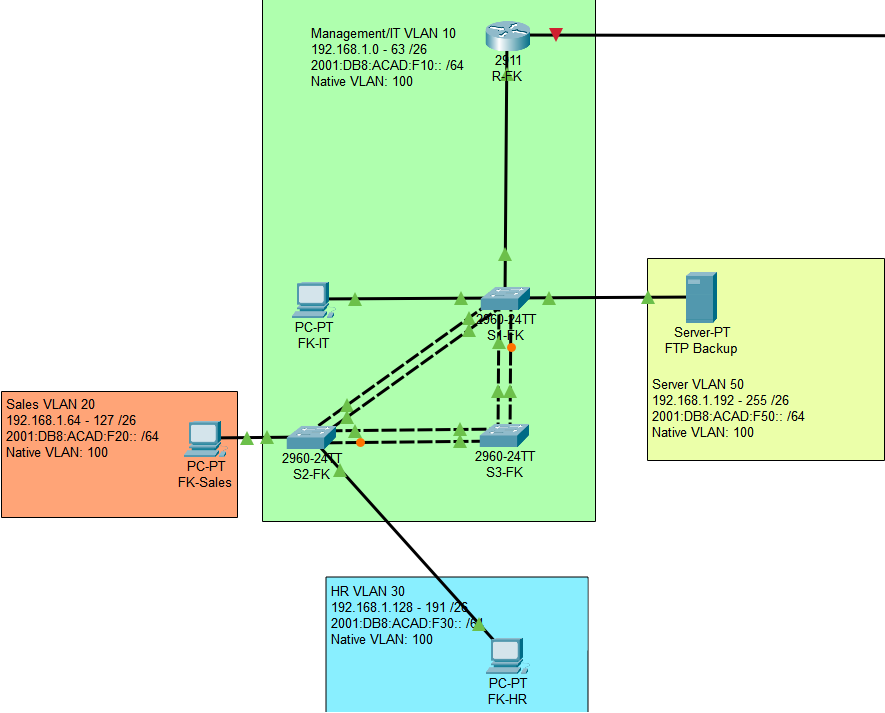 Management/IT VLAN 10
192.168.1.0 - 63 /26
2001:DB8:ACAD:F10:: /64
Native VLAN: 100
2911
R-FK
PC-PT
FK-IT
2960-24TT
S1-FK
Server-PT
FTP Backup
Server VLAN 50
192.168.1.192 - 255 /26
2001:DB8:ACAD:F50:: /64
Native VLAN: 100
Sales VLAN 20
192.168.1.64 - 127 /26
2001:DB8:ACAD:F20:: /64
Native VLAN: 100
PC-PT
FK-Sales
2960-24TT
S2-FK
2960-24TT
S3-FK
HR VLAN 30
192.168.1.128 - 191 /26
2001:DB8:ACAD:F30:: /64
Native VLAN: 100
PC-PT
FK-HR